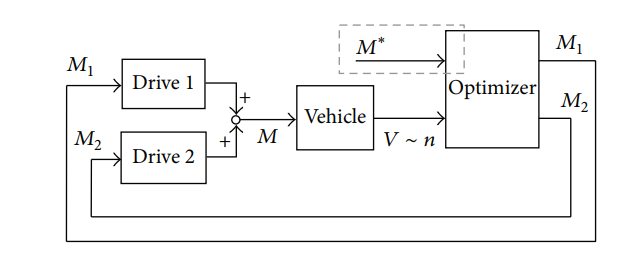 M*
M₁
M₁
Drive 1
+
Optimizer
M₂
Vehicle
M₂
+
M
V ~ n
Drive 2